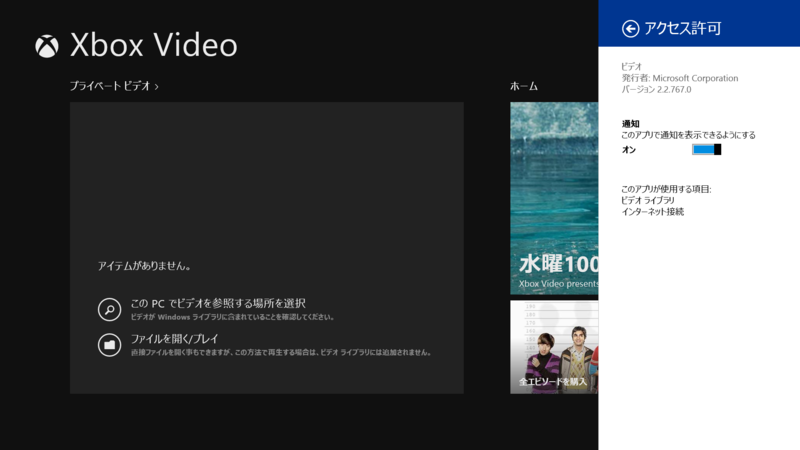 Xbox Video
プライベート ビデオ
アイテムがありません。
この PC でビデオを参照する場所を選択
ビデオが Windows ライブラリに含まれていることを確認してください。
ファイルを開く/プレイ
直接ファイルを開く事もできますが、この方法で再生する場合は、ビデオ ライブラリには追加されません。
ホーム
水曜100
Xbox Video presents
全エピソードを購入
アクセス許可
ビデオ
発行者: Microsoft Corporation
バージョン 2.2.767.0
通知
このアプリで通知を表示できるようにする
オン
このアプリが使用する項目:
ビデオ ライブラリ
インターネット接続